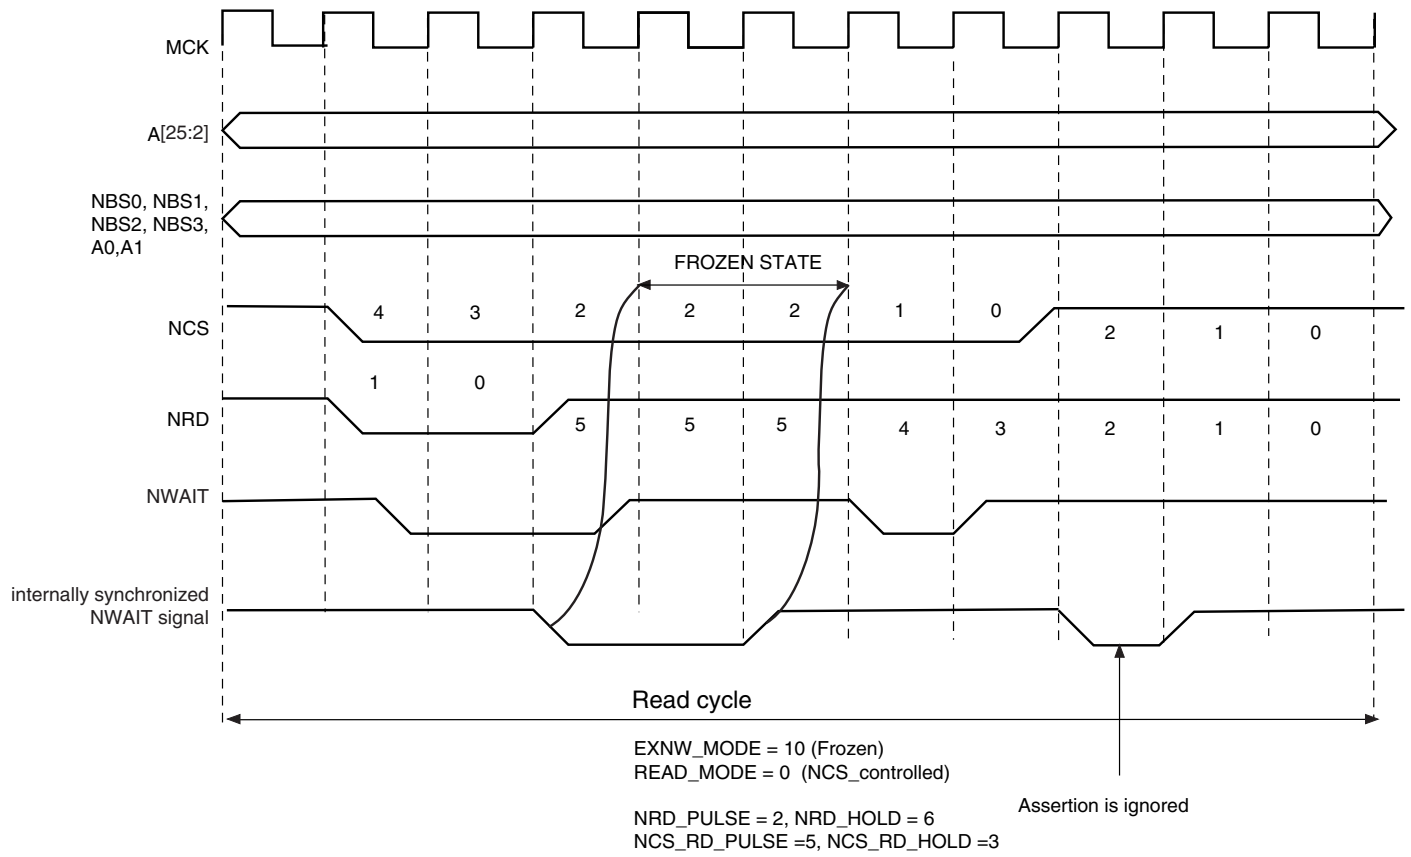 MCK
A[25:2]
NBS0, NBS1,
NBS2, NBS3,
A0,A1
FROZEN STATE
NCS
4 3 2 2 2 1 0
2 1 0
1 0
NRD
5 5 5 4 3 2 1 0
NWAIT
internally synchronized
NWAIT signal
Read cycle
EXNW_MODE = 10 (Frozen)
READ_MODE = 0 (NCS_controlled)
Assertion is ignored
NRD_PULSE = 2, NRD_HOLD = 6
NCS_RD_PULSE =5, NCS_RD_HOLD =3